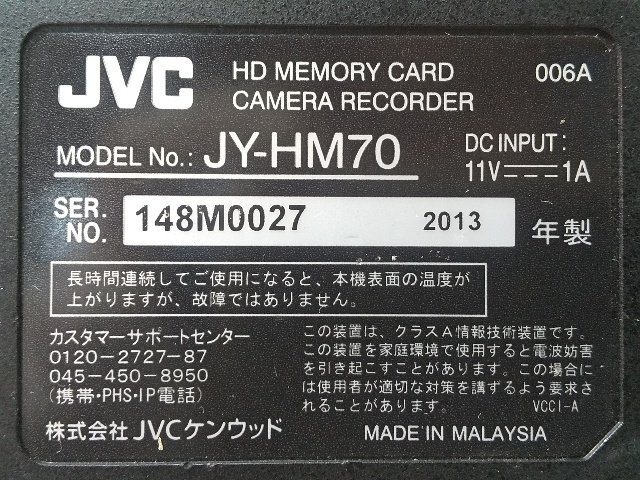 JVC
HD MEMORY CARD
CAMERA RECORDER
006A
MODEL No.: JY-HM70
DC INPUT:
11V⎓1A
SER.
NO.
148M0027
2013
年製
長時間連続してご使用になると、本機表面の温度が
上がりますが、故障ではありません。
カスタマーサポートセンター
0120-2727-87
045-450-8950
(携帯・PHS・IP電話)
株式会社JVCケンウッド
この装置は、クラスA情報技術装置です。
この装置を家庭環境で使用すると電波妨害
を引き起こすことがあります。この場合に
は使用者が適切な対策を講ずるよう要求さ
れることがあります。
VCCI-A
MADE IN MALAYSIA